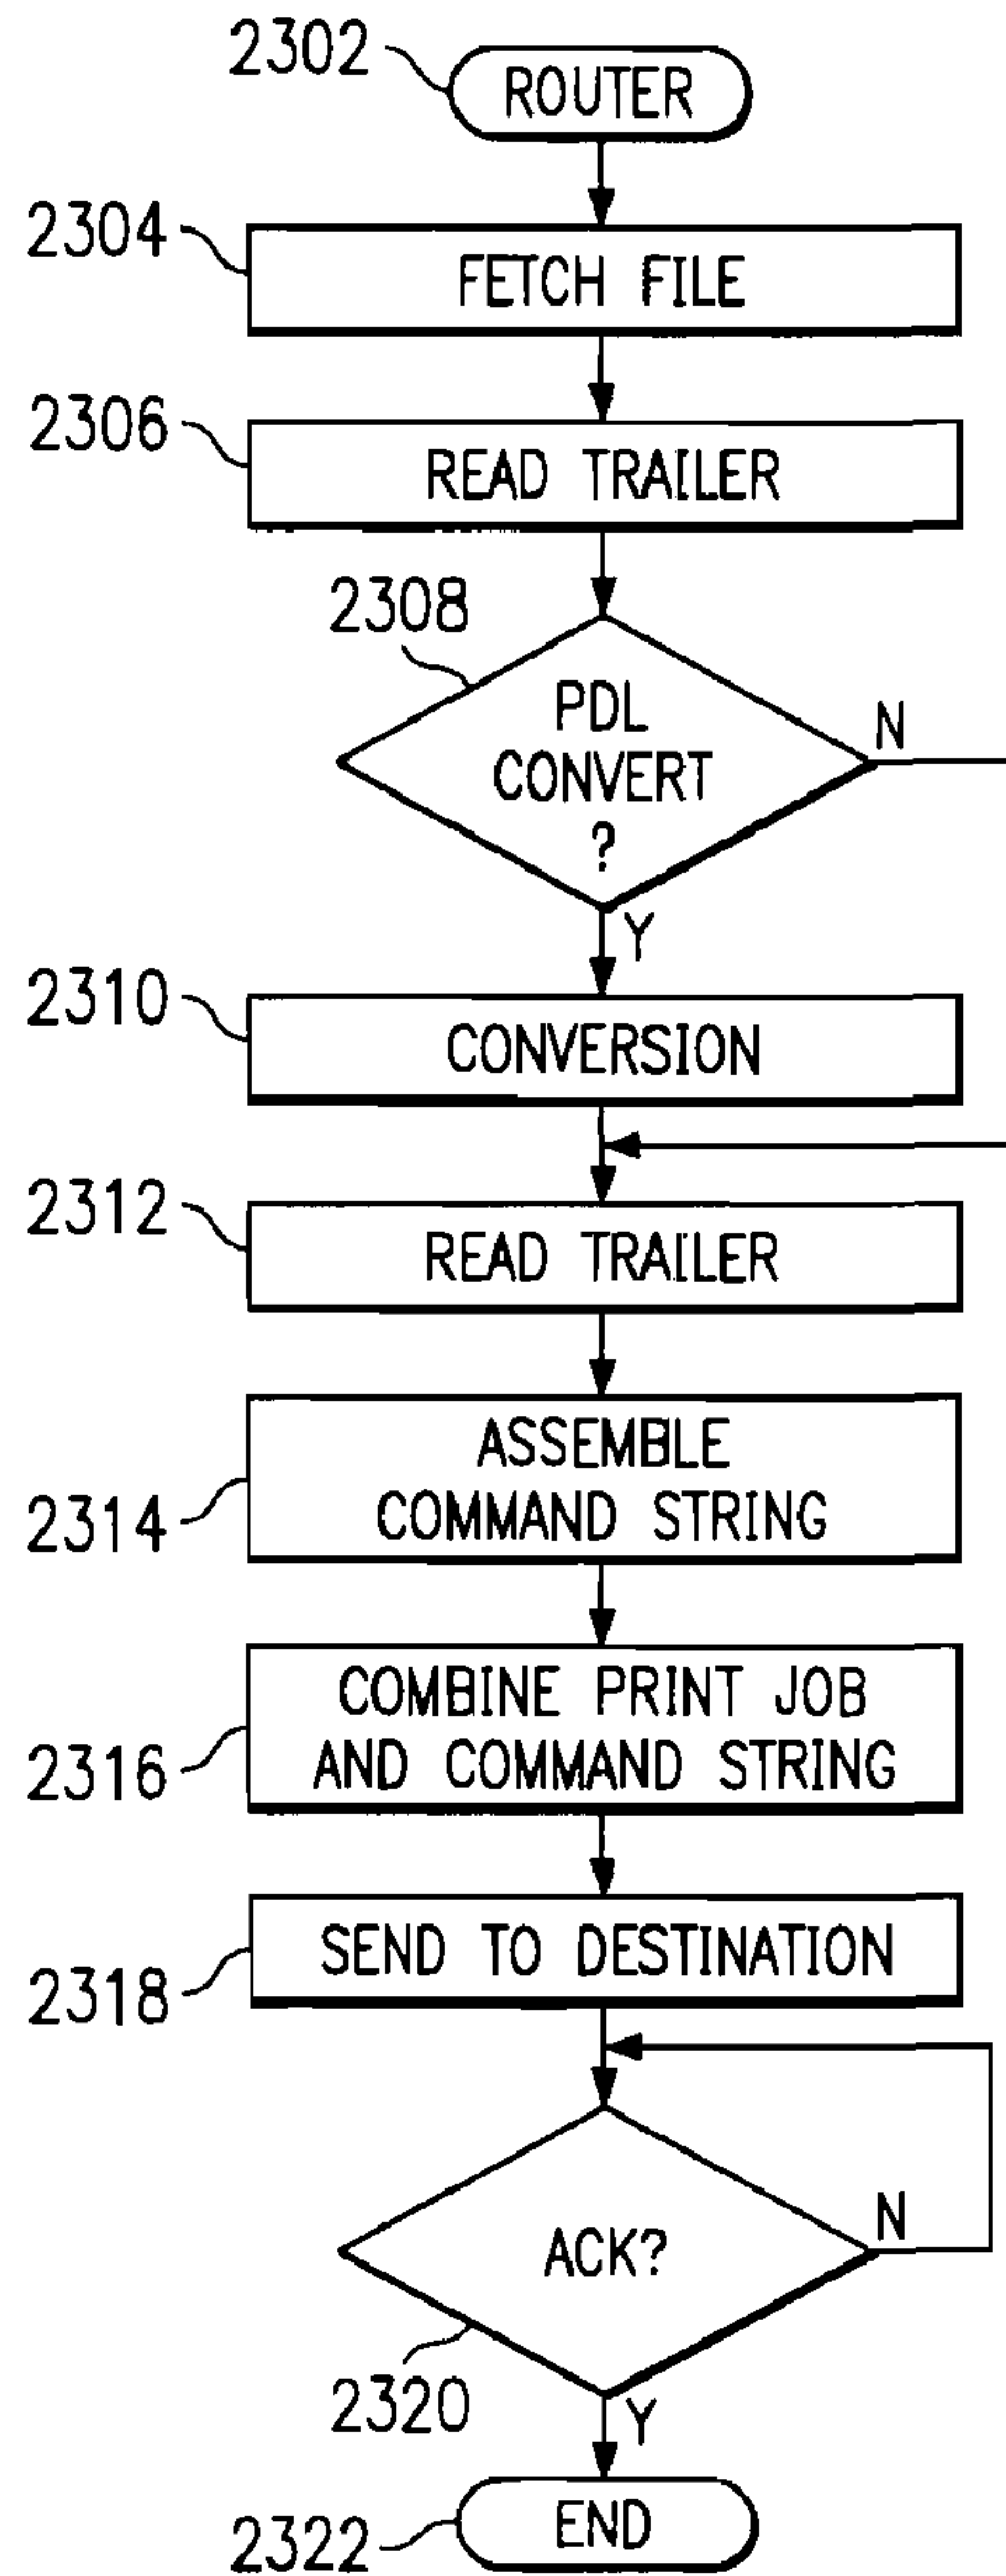 2302
ROUTER
2304
FETCH FILE
2306
READ TRAILER
2308
PDL
CONVERT
?
N
Y
2310
CONVERSION
2312
READ TRAILER
ASSEMBLE
COMMAND STRING
2314
COMBINE PRINT JOB
AND COMMAND STRING
2316
SEND TO DESTINATION
2318
ACK?
N
2320
Y
END
2322